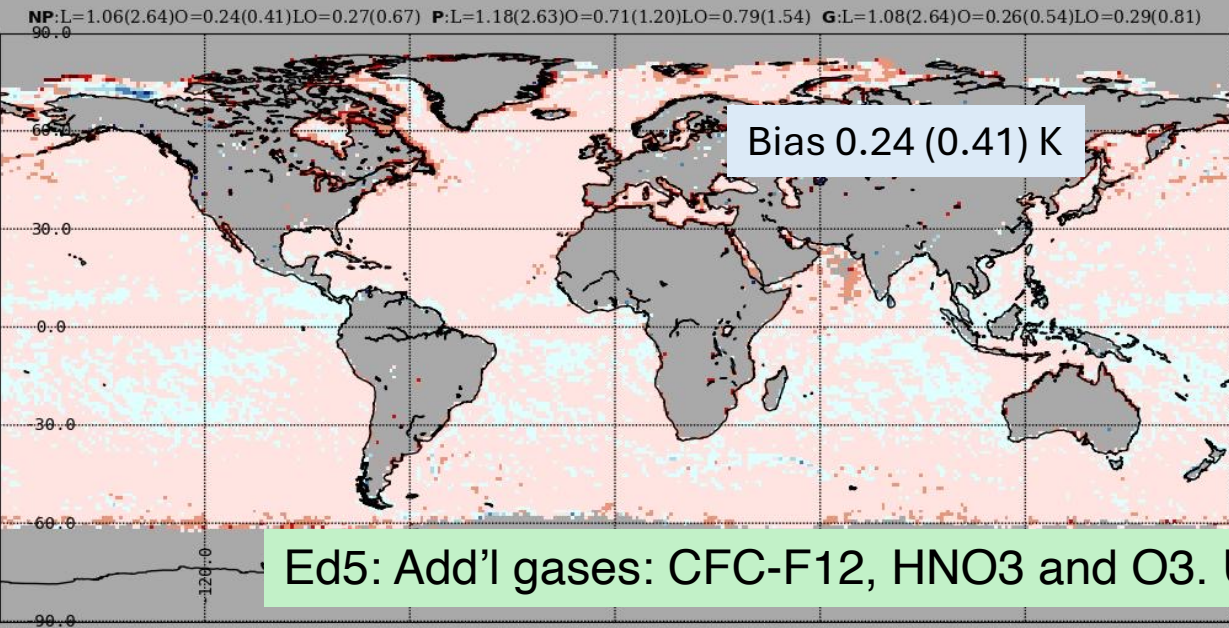 NP:L=1.06(2.64)O=0.24(0.41)LO=0.27(0.67) P:L=1.18(2.63)O=0.71(1.20)LO=0.79(1.54) G:L=1.08(2.64)O=0.26(0.54)LO=0.29(0.81)
90.0
60.0
Bias 0.24 (0.41) K
30.0
0.0
-30.0
-60.0
-120.0
Ed5: Add'l gases: CFC-F12, HNO3 and O3.
-90.0